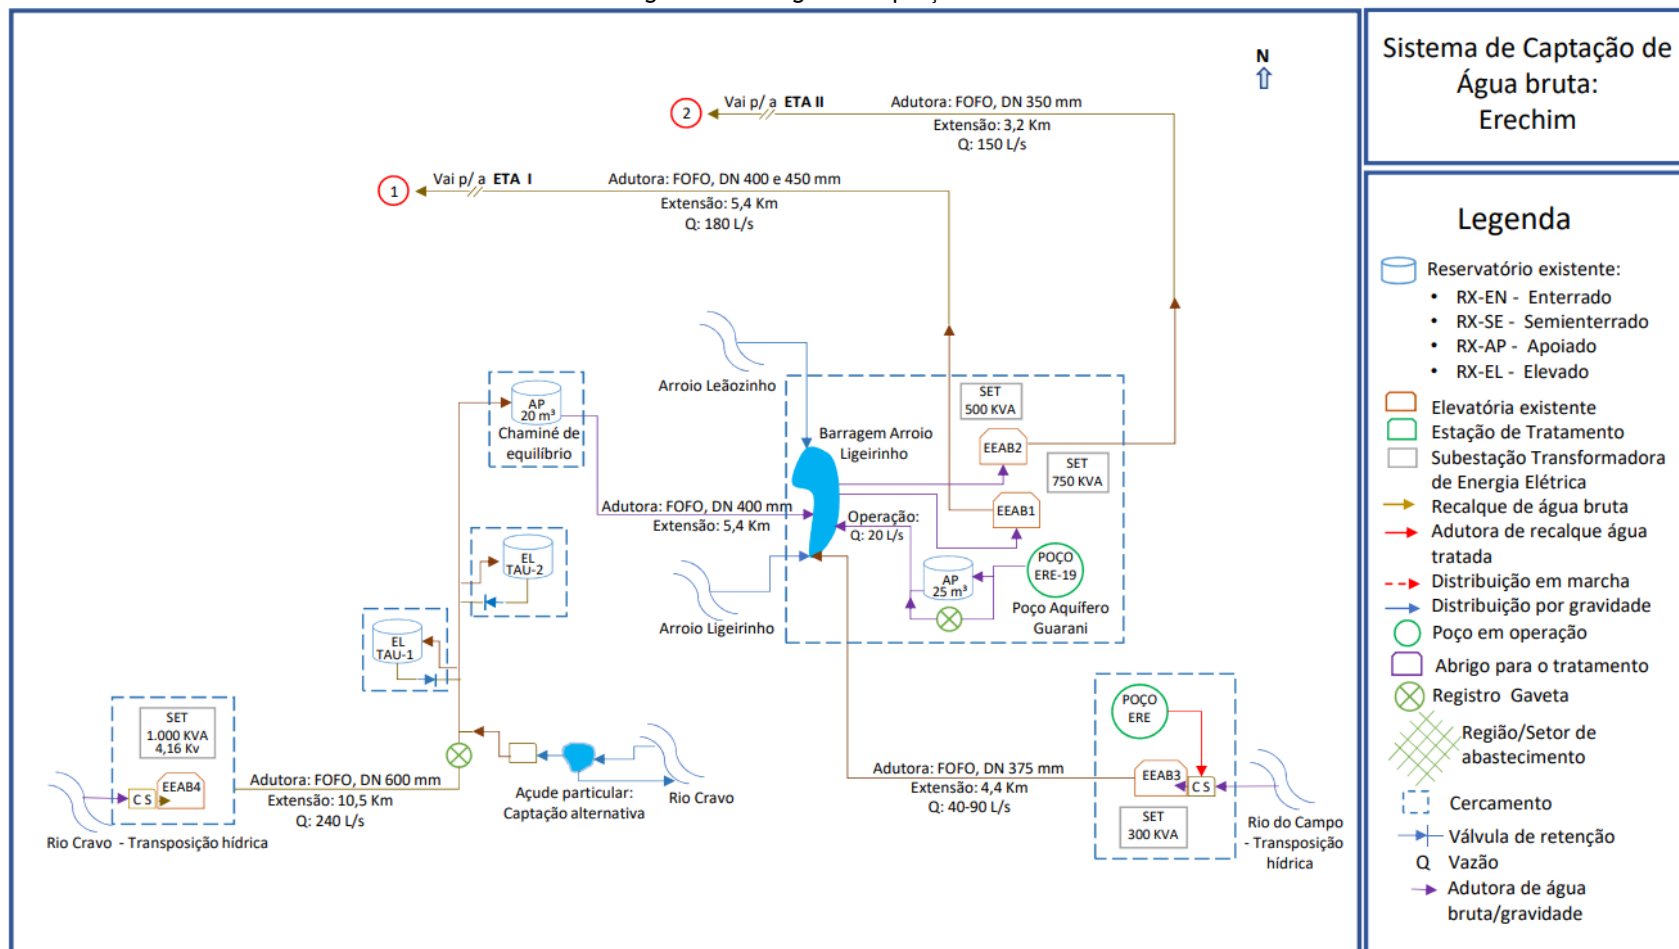 Sistema de Captação de
Água bruta:
Erechim
N
Vai p/ a ETA II
Adutora: FOFO, DN 350 mm
2
Extensão: 3,2 Km
Q: 150 L/s
Vai p/ a ETA I
Adutora: FOFO, DN 400 e 450 mm
1
Extensão: 5,4 Km
Q: 180 L/s
Arroio Leãozinho
AP
20 m³
Chaminé de
equilíbrio
SET
500 KVA
Barragem Arroio
Ligeirinho
EEAB2
SET
750 KVA
Adutora: FOFO, DN 400 mm
Extensão: 5,4 Km
Operação:
Q: 20 L/s
EEAB1
EL
TAU-2
AP
25 m³
POÇO
ERE-19
Poço Aquífero
Guarani
Arroio Ligeirinho
EL
TAU-1
SET
1.000 KVA
4,16 Kv
EEAB4
C S
Rio Cravo - Transposição hídrica
Adutora: FOFO, DN 600 mm
Extensão: 10,5 Km
Q: 240 L/s
Açude particular:
Captação alternativa
Rio Cravo
Adutora: FOFO, DN 375 mm
Extensão: 4,4 Km
Q: 40-90 L/s
POÇO
ERE
EEAB3
C S
SET
300 KVA
Rio do Campo
- Transposição
hídrica
Legenda
Reservatório existente:
• RX-EN - Enterrado
• RX-SE - Semienterrado
• RX-AP - Apoiado
• RX-EL - Elevado
Elevatória existente
Estação de Tratamento
Subestação Transformadora
de Energia Elétrica
Recalque de água bruta
Adutora de recalque água
tratada
Distribuição em marcha
Distribuição por gravidade
Poço em operação
Abrigo para o tratamento
Registro Gaveta
Região/Setor de
abastecimento
Cercamento
Válvula de retenção
Q Vazão
Adutora de água
bruta/gravidade